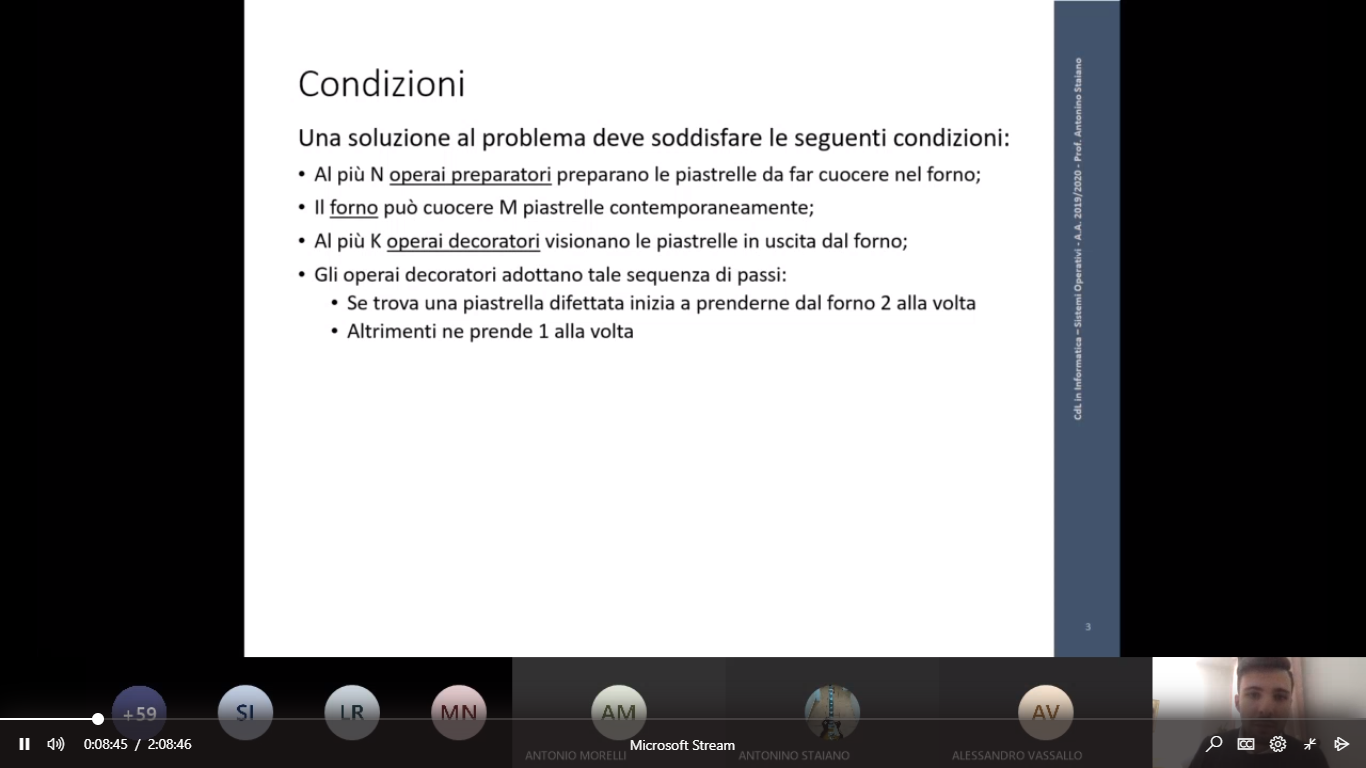 Condizioni
Una soluzione al problema deve soddisfare le seguenti condizioni:
• Al più N operai preparatori preparano le piastrelle da far cuocere nel forno;
• Il forno può cuocere M piastrelle contemporaneamente;
• Al più K operai decoratori visionano le piastrelle in uscita dal forno;
• Gli operai decoratori adottano tale sequenza di passi:
• Se trova una piastrella difettata inizia a prenderne dal forno 2 alla volta
• Altrimenti ne prende 1 alla volta
CdL in Informatica – Sistemi Operativi - A.A. 2019/2020 - Prof. Antonino Staiano
3
+59
SI
LR
MN
AM
AV
0:08:45 / 2:08:46
Microsoft Stream
ANTONIO MORELLI
ANTONINO STAIANO
ALESSANDRO VASSALLO
CC